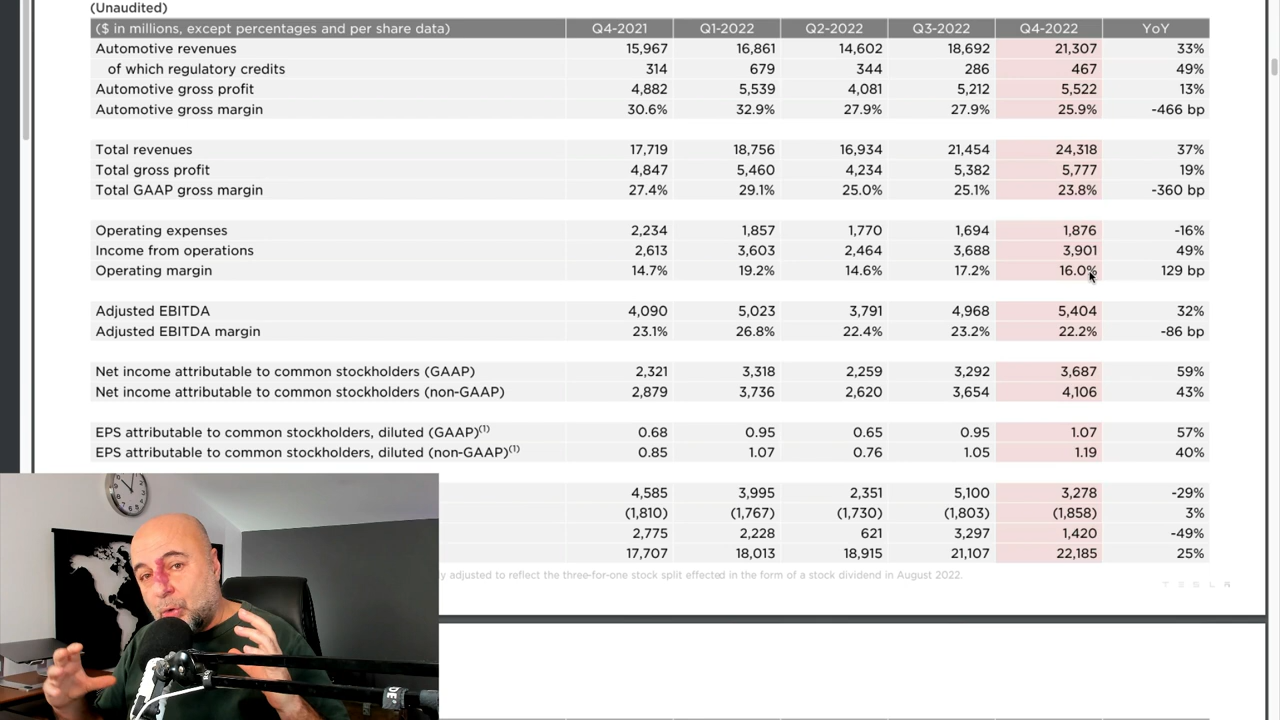 (Unaudited)
($ in millions, except percentages and per share data) Q4-2021 Q1-2022 Q2-2022 Q3-2022 Q4-2022 YoY
Automotive revenues 15,967 16,861 14,602 18,692 21,307 33%
of which regulatory credits 314 679 344 286 467 49%
Automotive gross profit 4,882 5,539 4,081 5,212 5,522 13%
Automotive gross margin 30.6% 32.9% 27.9% 27.9% 25.9% -466 bp
Total revenues 17,719 18,756 16,934 21,454 24,318 37%
Total gross profit 4,847 5,460 4,234 5,382 5,777 19%
Total GAAP gross margin 27.4% 29.1% 25.0% 25.1% 23.8% -360 bp
Operating expenses 2,234 1,857 1,770 1,694 1,876 -16%
Income from operations 2,613 3,603 2,464 3,688 3,901 49%
Operating margin 14.7% 19.2% 14.6% 17.2% 16.0% 129 bp
Adjusted EBITDA 4,090 5,023 3,791 4,968 5,404 32%
Adjusted EBITDA margin 23.1% 26.8% 22.4% 23.2% 22.2% -86 bp
Net income attributable to common stockholders (GAAP) 2,321 3,318 2,259 3,292 3,687 59%
Net income attributable to common stockholders (non-GAAP) 2,879 3,736 2,620 3,654 4,106 43%
EPS attributable to common stockholders, diluted (GAAP)(1) 0.68 0.95 0.65 0.95 1.07 57%
EPS attributable to common stockholders, diluted (non-GAAP)(1) 0.85 1.07 0.76 1.05 1.19 40%
4,585 3,995 2,351 5,100 3,278 -29%
(1,810) (1,767) (1,730) (1,803) (1,858) 3%
2,775 2,228 621 3,297 1,420 -49%
17,707 18,013 18,915 21,107 22,185 25%
adjusted to reflect the three-for-one stock split effected in the form of a stock dividend in August 2022.
TESLA